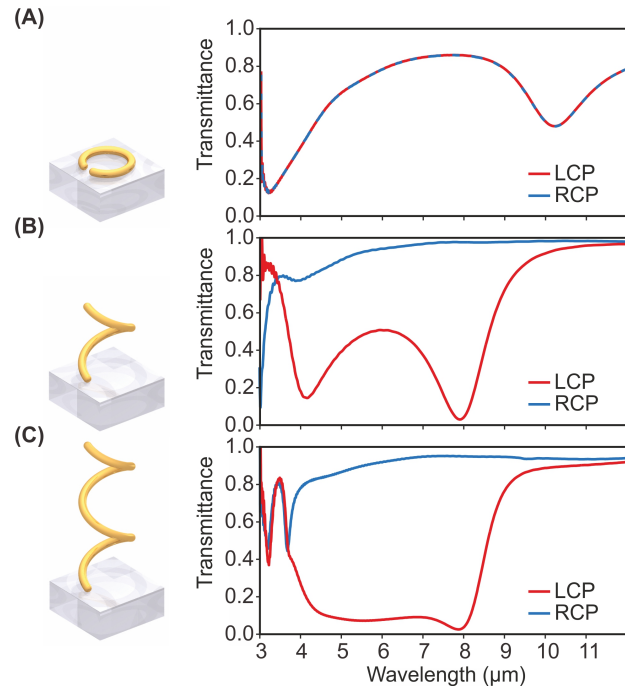 (A)
Transmittance
1.0
0.8
0.6
0.4
0.2
0.0
LCP
RCP
(B)
Transmittance
1.0
0.8
0.6
0.4
0.2
0.0
LCP
RCP
(C)
Transmittance
1.0
0.8
0.6
0.4
0.2
0.0
LCP
RCP
3 4 5 6 7 8 9 10 11
Wavelength (μm)